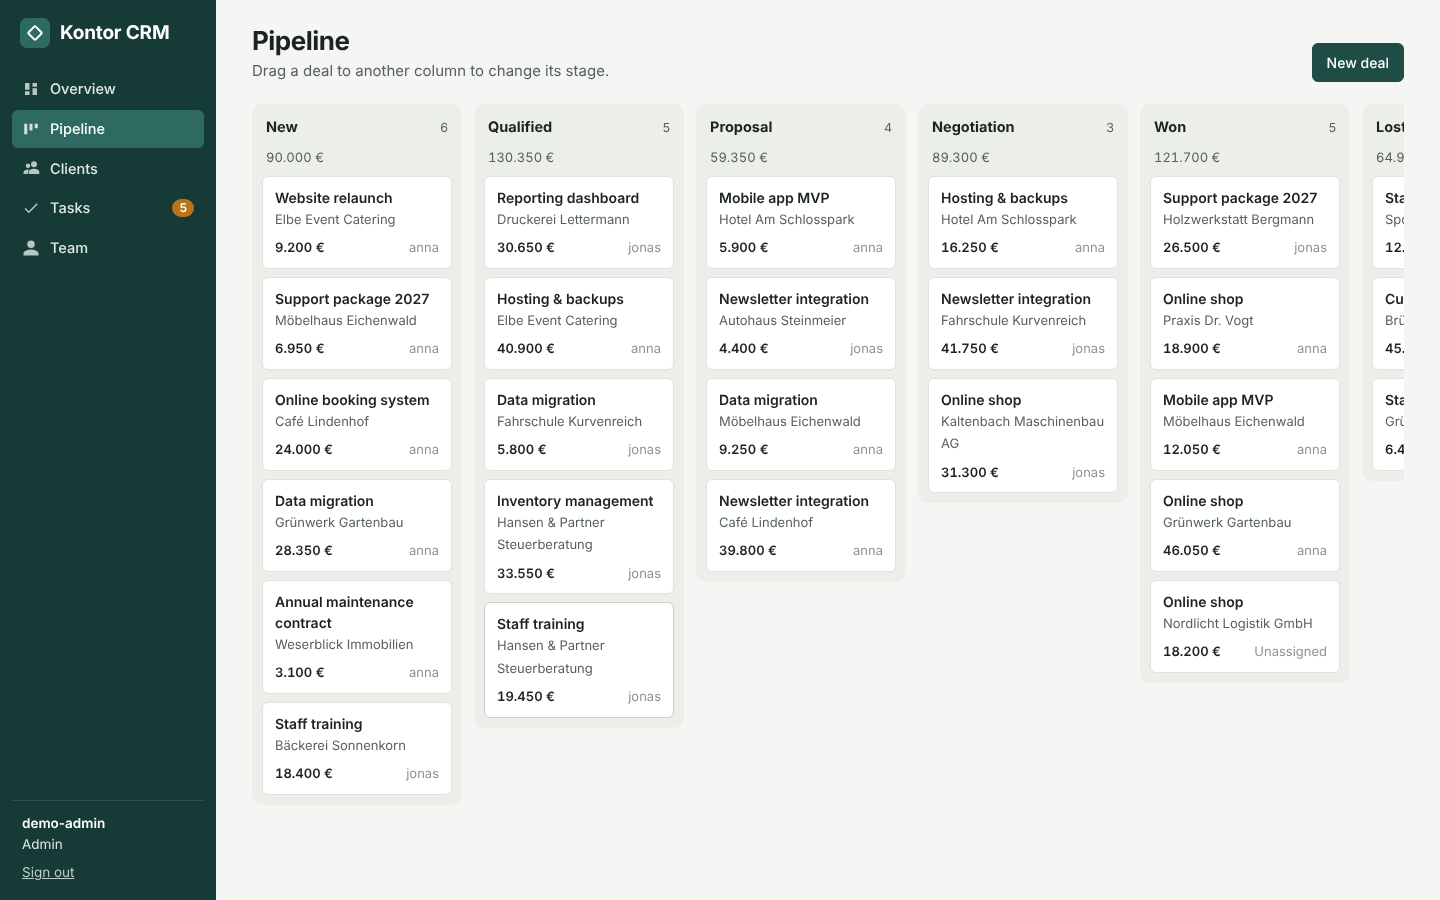 Kontor CRM
Overview
Pipeline
Clients
Tasks 5
Team
demo-admin
Admin
Sign out
Pipeline
Drag a deal to another column to change its stage.
New deal
New 6
90.000 €
Website relaunch
Elbe Event Catering
9.200 € anna
Support package 2027
Möbelhaus Eichenwald
6.950 € anna
Online booking system
Café Lindenhof
24.000 € anna
Data migration
Grünwerk Gartenbau
28.350 € anna
Annual maintenance
contract
Weserblick Immobilien
3.100 € anna
Staff training
Bäckerei Sonnenkorn
18.400 € jonas
Qualified 5
130.350 €
Reporting dashboard
Druckerei Lettermann
30.650 € jonas
Hosting & backups
Elbe Event Catering
40.900 € anna
Data migration
Fahrschule Kurvenreich
5.800 € jonas
Inventory management
Hansen & Partner
Steuerberatung
33.550 € jonas
Staff training
Hansen & Partner
Steuerberatung
19.450 € jonas
Proposal 4
59.350 €
Mobile app MVP
Hotel Am Schlosspark
5.900 € anna
Newsletter integration
Autohaus Steinmeier
4.400 € jonas
Data migration
Möbelhaus Eichenwald
9.250 € anna
Newsletter integration
Café Lindenhof
39.800 € anna
Negotiation 3
89.300 €
Hosting & backups
Hotel Am Schlosspark
16.250 € anna
Newsletter integration
Fahrschule Kurvenreich
41.750 € jonas
Online shop
Kaltenbach Maschinenbau
AG
31.300 € jonas
Won 5
121.700 €
Support package 2027
Holzwerkstatt Bergmann
26.500 € jonas
Online shop
Praxis Dr. Vogt
18.900 € anna
Mobile app MVP
Möbelhaus Eichenwald
12.050 € anna
Online shop
Grünwerk Gartenbau
46.050 € anna
Online shop
Nordlicht Logistik GmbH
18.200 € Unassigned
Lost